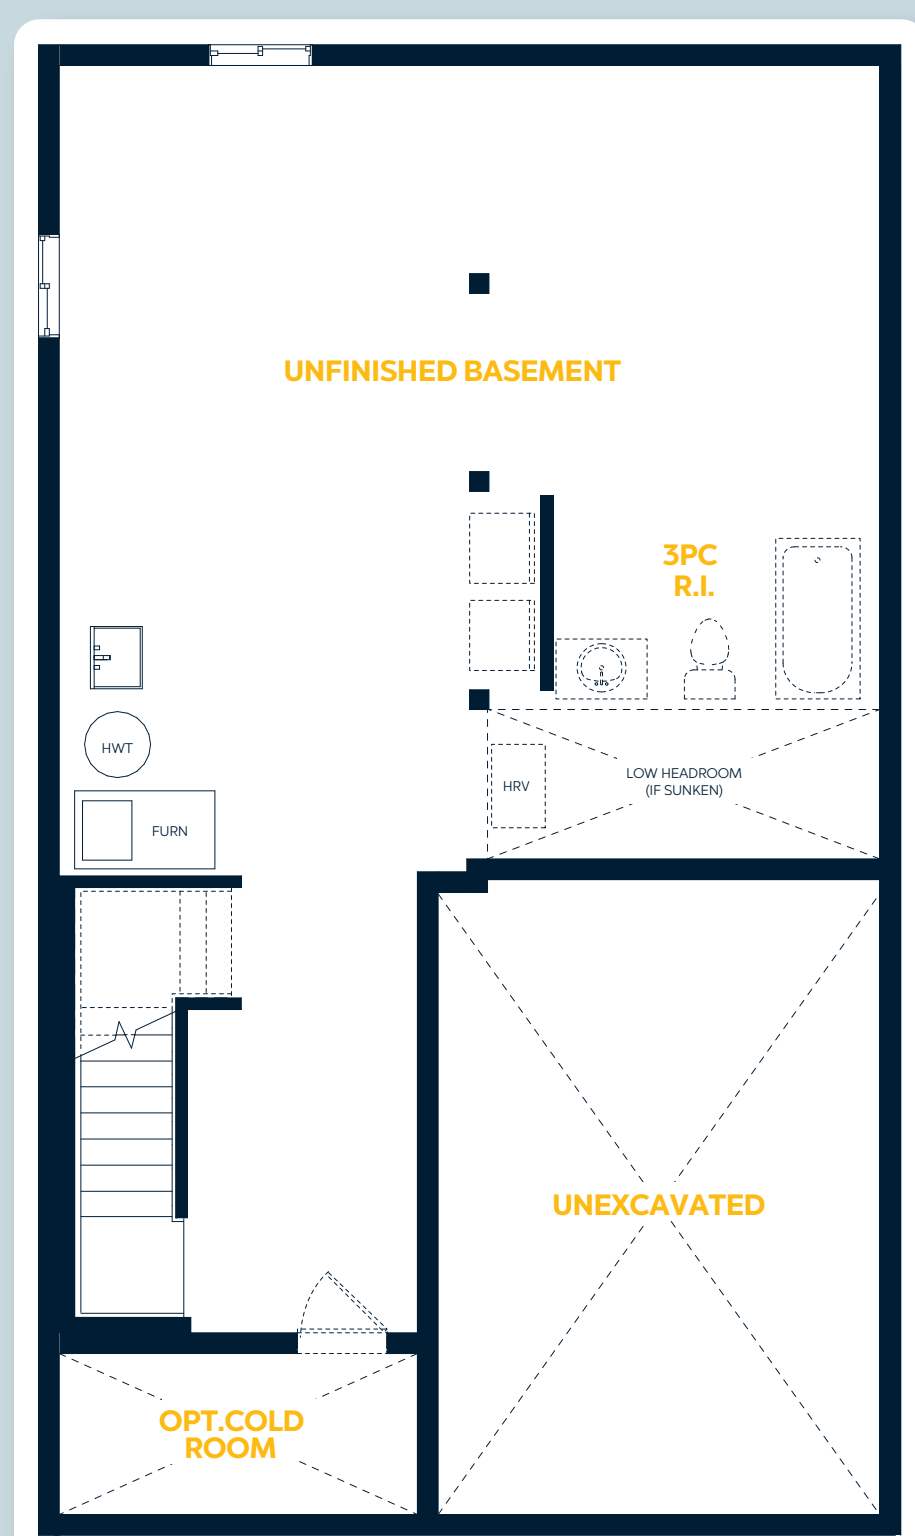 UNFINISHED BASEMENT
3PC
R.I.
HWT
LOW HEADROOM
(IF SUNKEN)
HRV
FURN
UNEXCAVATED
OPT.COLD
ROOM